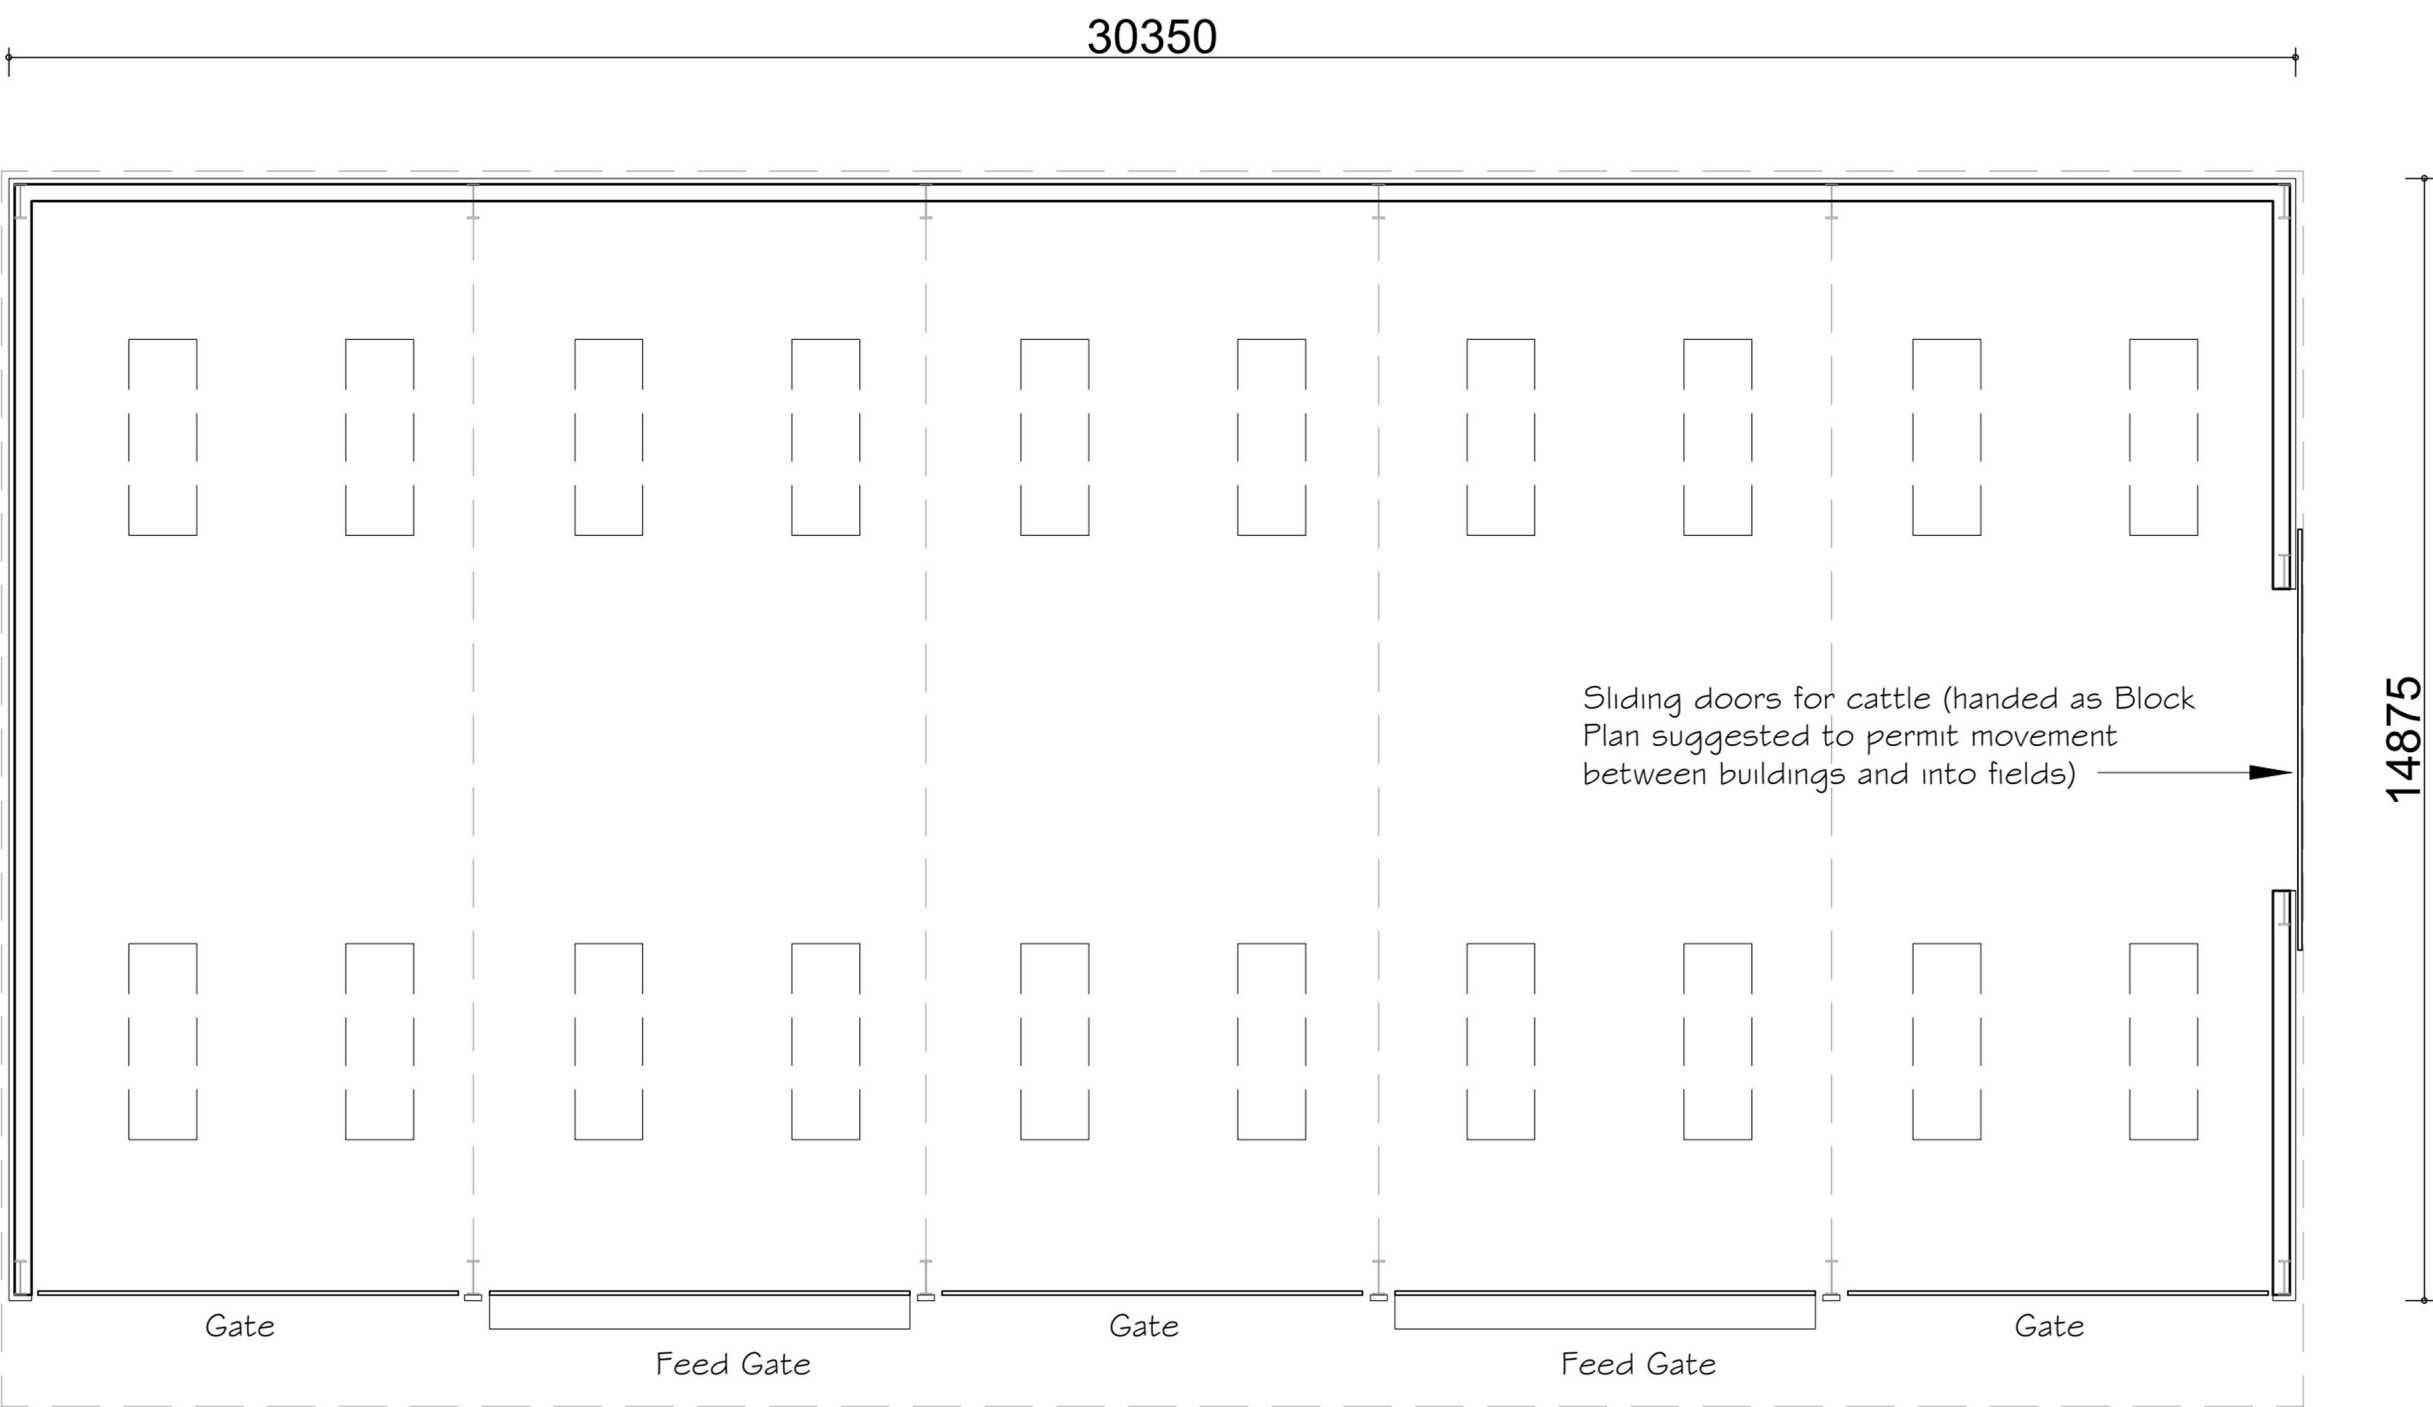 30350
Sliding doors for cattle (handed as Block
Plan suggested to permit movement
between buildings and into fields)
14875
Gate
Gate
Gate
Feed Gate
Feed Gate